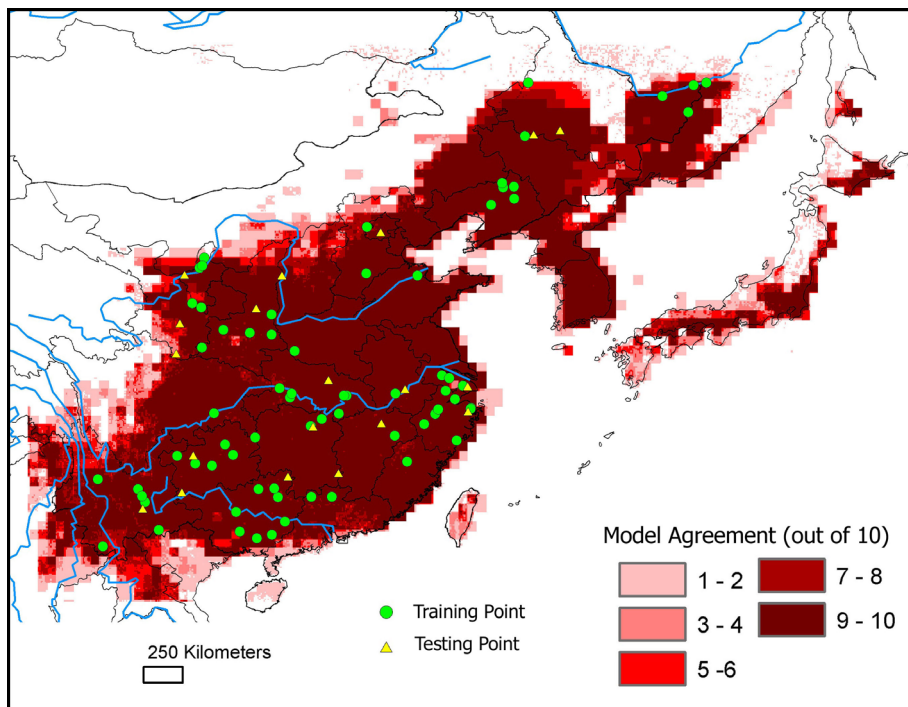 Model Agreement (out of 10)
1 - 2
3 - 4
5 -6
7 - 8
9 - 10
Training Point
Testing Point
250 Kilometers